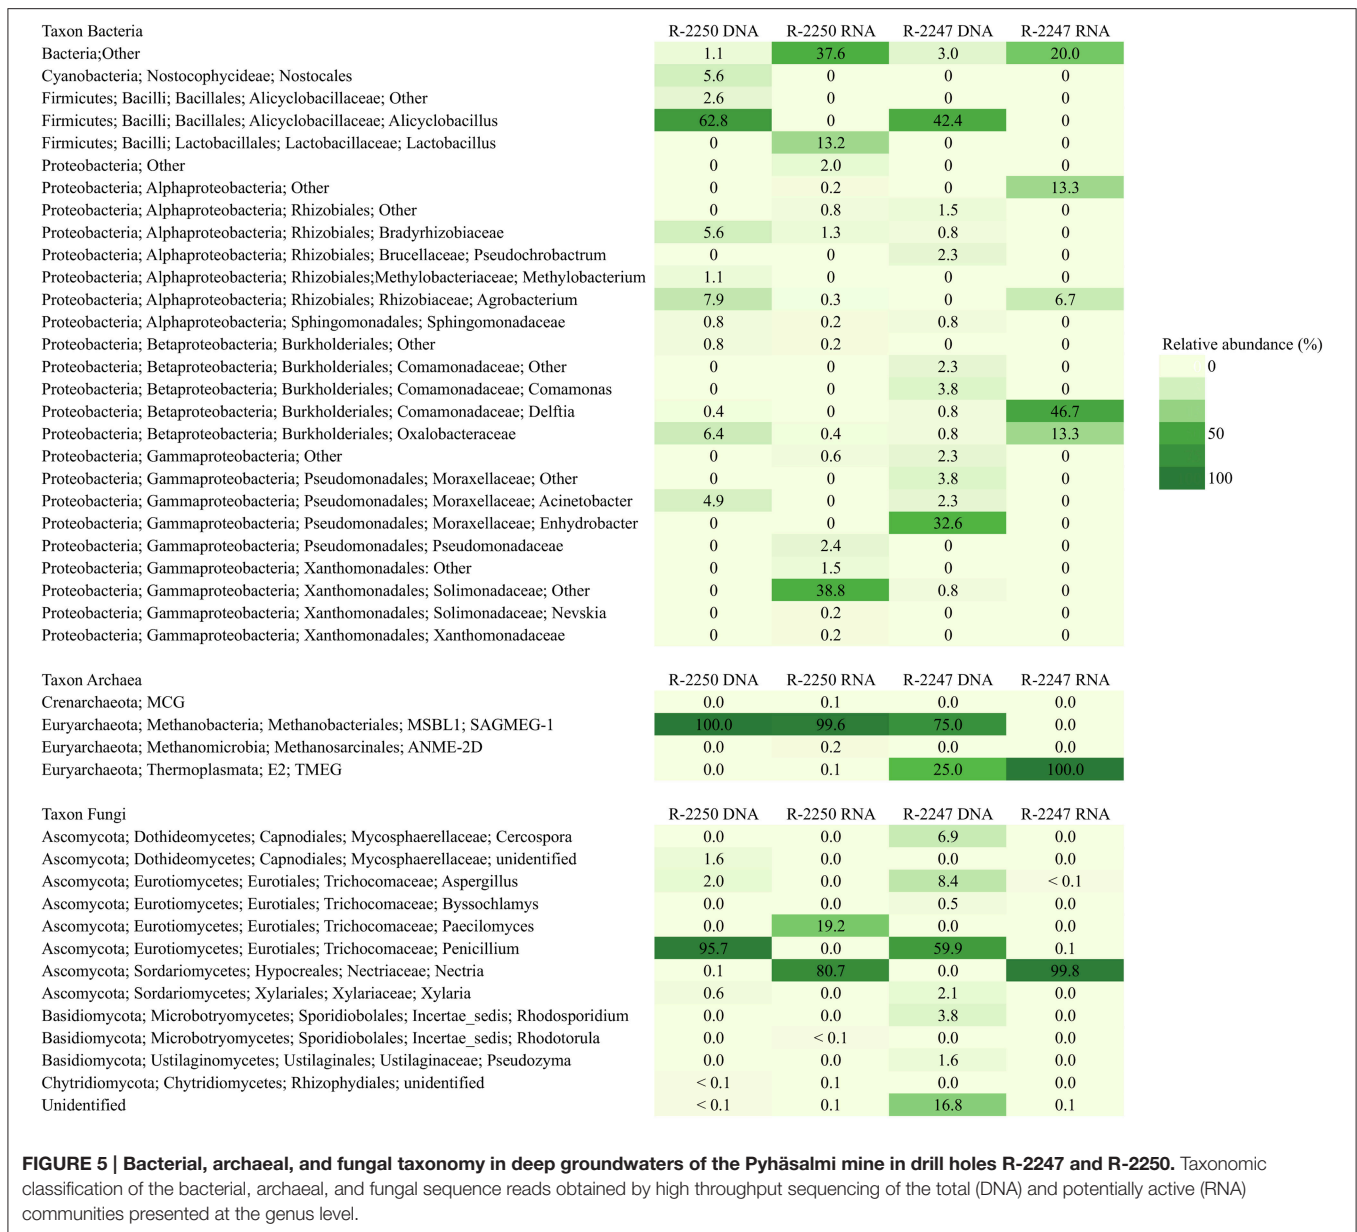 Taxon Bacteria R-2250 DNA R-2250 RNA R-2247 DNA R-2247 RNA
Bacteria;Other 1.1 37.6 3.0 20.0
Cyanobacteria; Nostocophycideae; Nostocales 5.6 0 0 0
Firmicutes; Bacilli; Bacillales; Alicyclobacillaceae; Other 2.6 0 0 0
Firmicutes; Bacilli; Bacillales; Alicyclobacillaceae; Alicyclobacillus 62.8 0 42.4 0
Firmicutes; Bacilli; Lactobacillales; Lactobacillaceae; Lactobacillus 0 13.2 0 0
Proteobacteria; Other 0 2.0 0 0
Proteobacteria; Alphaproteobacteria; Other 0 0.2 0 13.3
Proteobacteria; Alphaproteobacteria; Rhizobiales; Other 0 0.8 1.5 0
Proteobacteria; Alphaproteobacteria; Rhizobiales; Bradyrhizobiaceae 5.6 1.3 0.8 0
Proteobacteria; Alphaproteobacteria; Rhizobiales; Brucellaceae; Pseudochrobactrum 0 0 2.3 0
Proteobacteria; Alphaproteobacteria; Rhizobiales;Methylobacteriaceae; Methylobacterium 1.1 0 0 0
Proteobacteria; Alphaproteobacteria; Rhizobiales; Rhizobiaceae; Agrobacterium 7.9 0.3 0 6.7
Proteobacteria; Alphaproteobacteria; Sphingomonadales; Sphingomonadaceae 0.8 0.2 0.8 0
Proteobacteria; Betaproteobacteria; Burkholderiales; Other 0.8 0.2 0 0
Relative abundance (%)
Proteobacteria; Betaproteobacteria; Burkholderiales; Comamonadaceae; Other 0 0 2.3 0
0
Proteobacteria; Betaproteobacteria; Burkholderiales; Comamonadaceae; Comamonas 0 0 3.8 0
Proteobacteria; Betaproteobacteria; Burkholderiales; Comamonadaceae; Delftia 0.4 0 0.8 46.7
Proteobacteria; Betaproteobacteria; Burkholderiales; Oxalobacteraceae 6.4 0.4 0.8 13.3
50
Proteobacteria; Gammaproteobacteria; Other 0 0.6 2.3 0
Proteobacteria; Gammaproteobacteria; Pseudomonadales; Moraxellaceae; Other 0 0 3.8 0
100
Proteobacteria; Gammaproteobacteria; Pseudomonadales; Moraxellaceae; Acinetobacter 4.9 0 2.3 0
Proteobacteria; Gammaproteobacteria; Pseudomonadales; Moraxellaceae; Enhydrobacter 0 0 32.6 0
Proteobacteria; Gammaproteobacteria; Pseudomonadales; Pseudomonadaceae 0 2.4 0 0
Proteobacteria; Gammaproteobacteria; Xanthomonadales: Other 0 1.5 0 0
Proteobacteria; Gammaproteobacteria; Xanthomonadales; Solimonadaceae; Other 0 38.8 0.8 0
Proteobacteria; Gammaproteobacteria; Xanthomonadales; Solimonadaceae; Nevskia 0 0.2 0 0
Proteobacteria; Gammaproteobacteria; Xanthomonadales; Xanthomonadaceae 0 0.2 0 0
Taxon Archaea R-2250 DNA R-2250 RNA R-2247 DNA R-2247 RNA
Crenarchaeota; MCG 0.0 0.1 0.0 0.0
Euryarchaeota; Methanobacteria; Methanobacteriales; MSBL1; SAGMEG-1 100.0 99.6 75.0 0.0
Euryarchaeota; Methanomicrobia; Methanosarcinales; ANME-2D 0.0 0.2 0.0 0.0
Euryarchaeota; Thermoplasmata; E2; TMEG 0.0 0.1 25.0 100.0
Taxon Fungi R-2250 DNA R-2250 RNA R-2247 DNA R-2247 RNA
Ascomycota; Dothideomycetes; Capnodiales; Mycosphaerellaceae; Cercospora 0.0 0.0 6.9 0.0
Ascomycota; Dothideomycetes; Capnodiales; Mycosphaerellaceae; unidentified 1.6 0.0 0.0 0.0
Ascomycota; Eurotiomycetes; Eurotiales; Trichocomaceae; Aspergillus 2.0 0.0 8.4 < 0.1
Ascomycota; Eurotiomycetes; Eurotiales; Trichocomaceae; Byssochlamys 0.0 0.0 0.5 0.0
Ascomycota; Eurotiomycetes; Eurotiales; Trichocomaceae; Paecilomyces 0.0 19.2 0.0 0.0
Ascomycota; Eurotiomycetes; Eurotiales; Trichocomaceae; Penicillium 95.7 0.0 59.9 0.1
Ascomycota; Sordariomycetes; Hypocreales; Nectriaceae; Nectria 0.1 80.7 0.0 99.8
Ascomycota; Sordariomycetes; Xylariales; Xylariaceae; Xylaria 0.6 0.0 2.1 0.0
Basidiomycota; Microbotryomycetes; Sporidiobolales; Incertae_sedis; Rhodosporidium 0.0 0.0 3.8 0.0
Basidiomycota; Microbotryomycetes; Sporidiobolales; Incertae_sedis; Rhodotorula 0.0 < 0.1 0.0 0.0
Basidiomycota; Ustilaginomycetes; Ustilaginales; Ustilaginaceae; Pseudozyma 0.0 0.0 1.6 0.0
Chytridiomycota; Chytridiomycetes; Rhizophydiales; unidentified < 0.1 0.1 0.0 0.0
Unidentified < 0.1 0.1 16.8 0.1
FIGURE 5 | Bacterial, archaeal, and fungal taxonomy in deep groundwaters of the Pyhäsalmi mine in drill holes R-2247 and R-2250. Taxonomic
classification of the bacterial, archaeal, and fungal sequence reads obtained by high throughput sequencing of the total (DNA) and potentially active (RNA)
communities presented at the genus level.